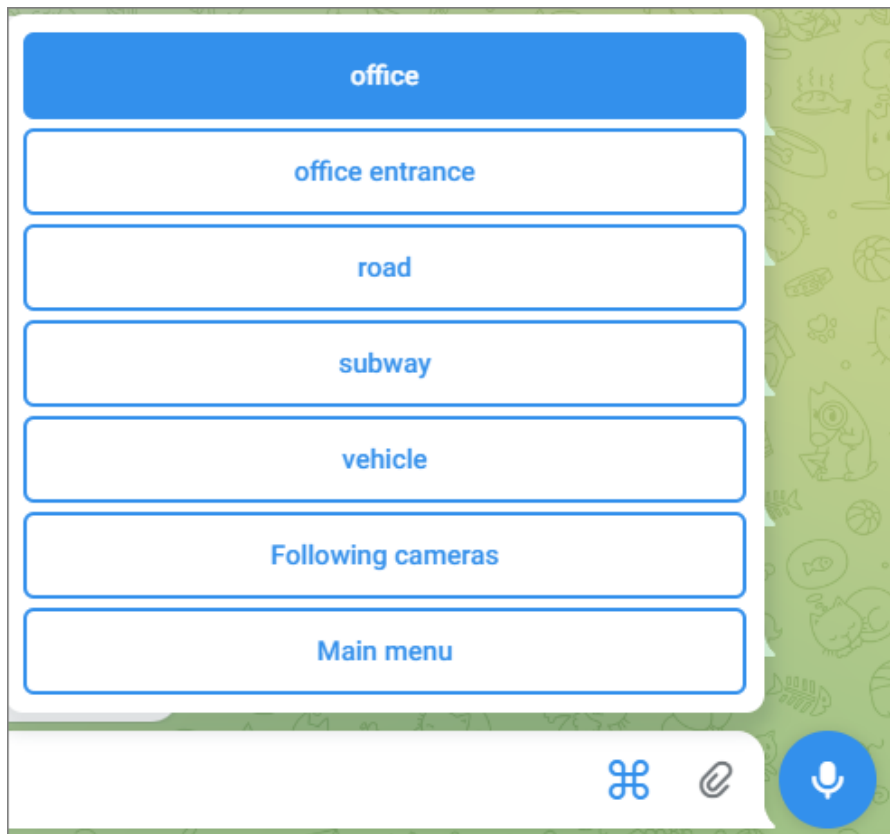 office
office entrance
road
subway
vehicle
Following cameras
Main menu